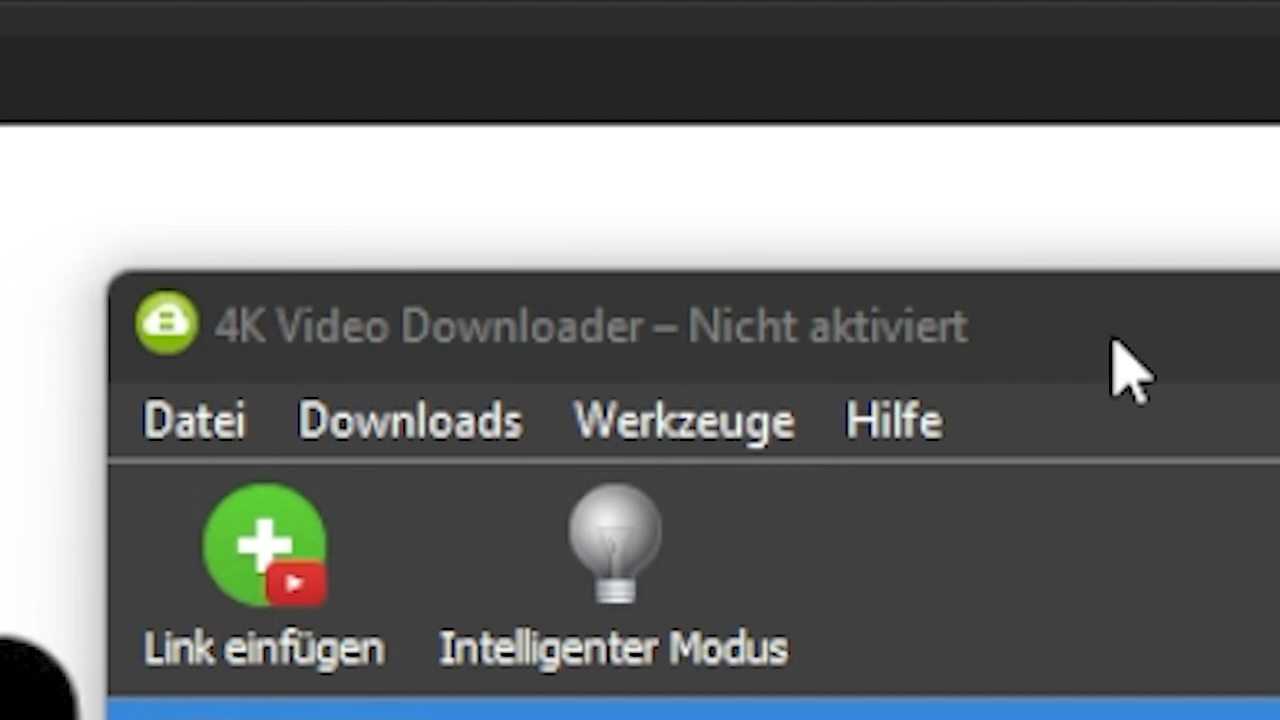 4K Video Downloader – Nicht aktiviert
Datei Downloads Werkzeuge Hilfe
Link einfügen Intelligenter Modus